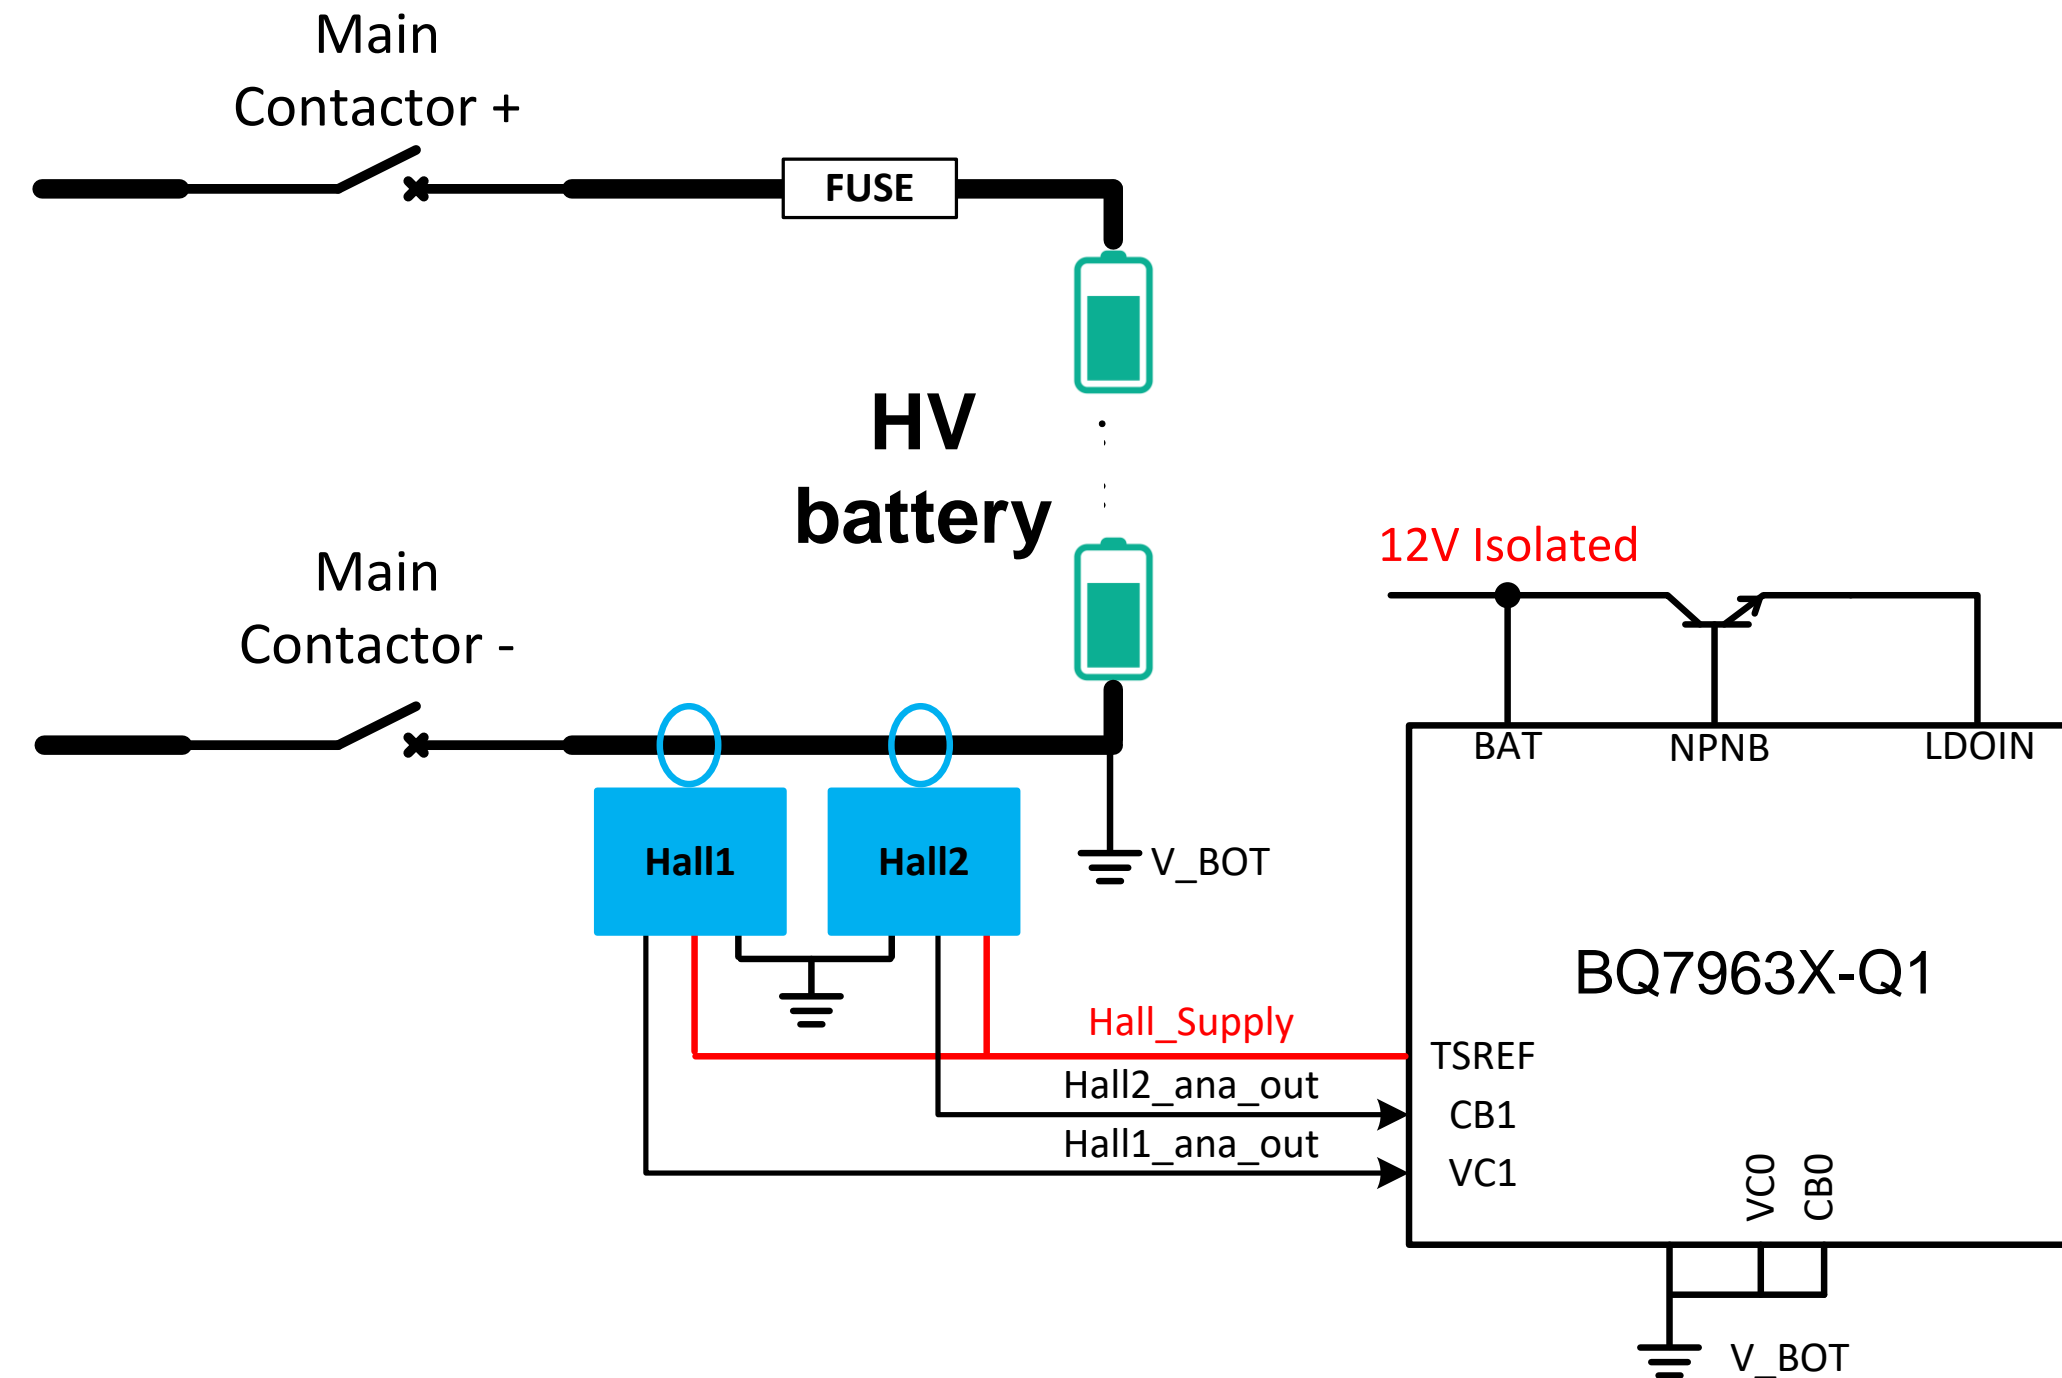 Main
Contactor +
FUSE
HV
battery
12V Isolated
Main
Contactor -
BAT
NPNB
LDOIN
Hall1
Hall2
V_BOT
BQ7963X-Q1
Hall_Supply
TSREF
Hall2_ana_out
CB1
Hall1_ana_out
VC1
VC0
CB0
V_BOT